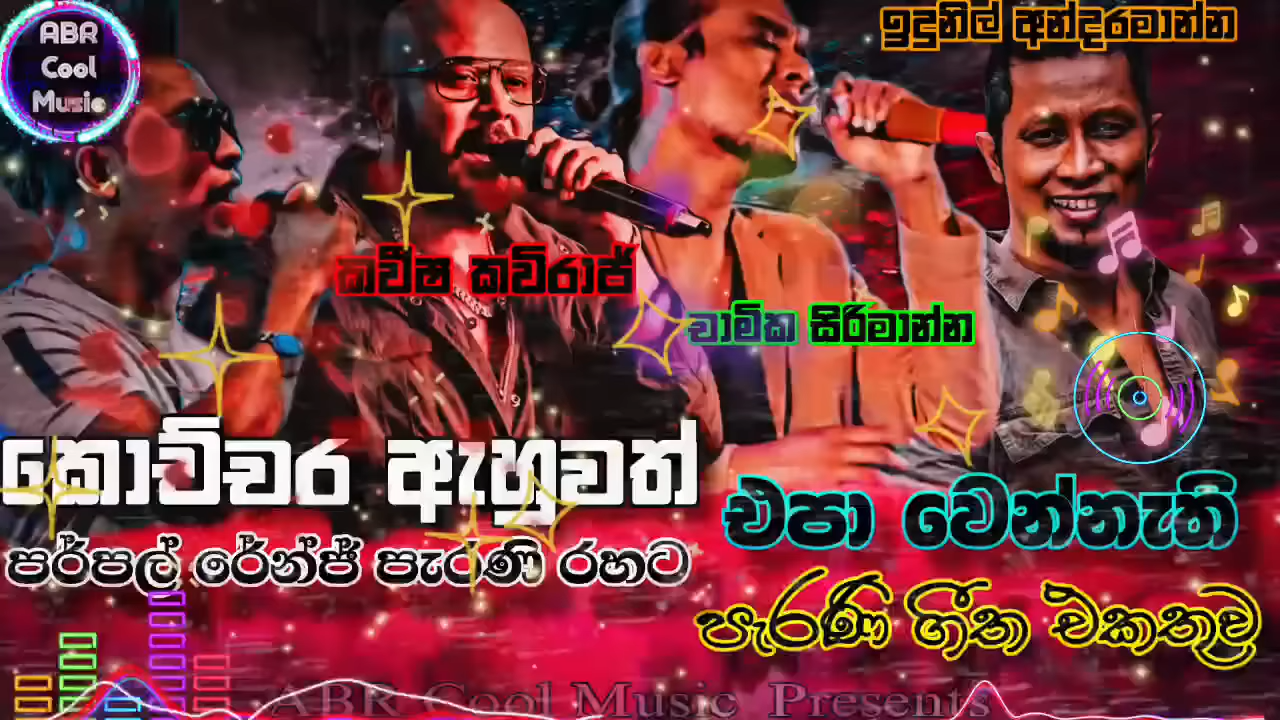 ABR
Cool
Music
ඉදුනිල් අන්දරමාන්න
කවීෂ කවිරාජ්
චාමික සිරිමාන්න
කොච්චර ඇහුවත්
එපා වෙන්නැති
පර්පල් රේන්ජ් පැරණි රහට
පැරණි ගීත එකතුව
ABR Cool Music Presents